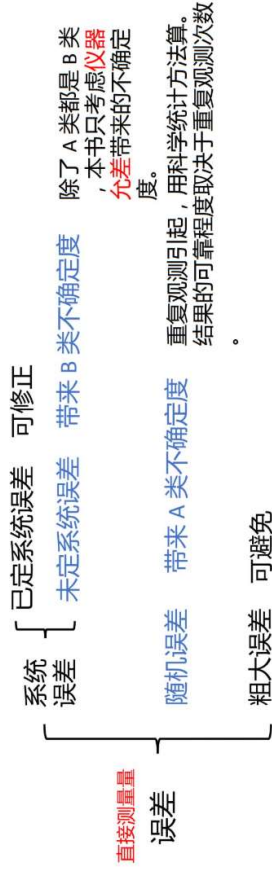 直接测量量
误差
系统
误差
已定系统误差 可修正
未定系统误差 带来 B 类不确定度
除了 A 类都是 B 类
，本书只考虑仪器
允差带来的不确定
度。
随机误差 带来 A 类不确定度
重复观测引起，用科学统计方法算。
结果的可靠程度取决于重复观测次数
。
粗大误差 可避免